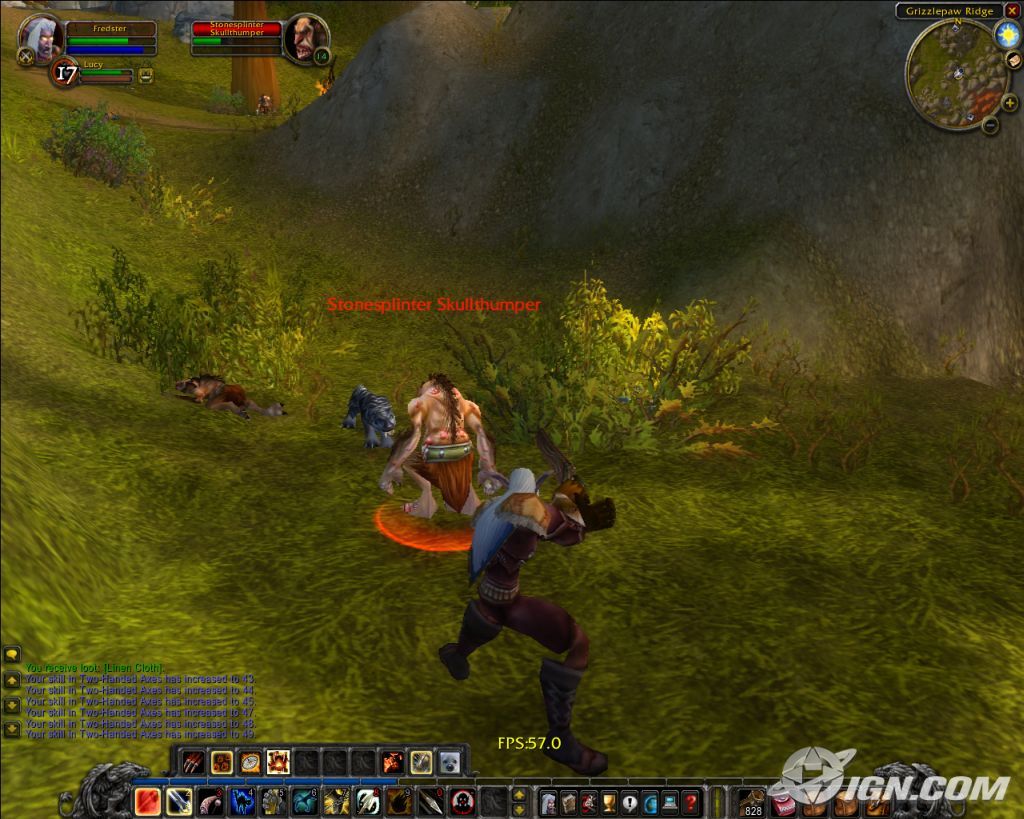 Fredster
Stonesplinter
Skullthumper
14
17
Lucy
Grizzlepaw Ridge
N
Stonesplinter Skullthumper
You receive loot: [Linen Cloth].
Your skill in Two-Handed Axes has increased to 43.
Your skill in Two-Handed Axes has increased to 44.
Your skill in Two-Handed Axes has increased to 45.
Your skill in Two-Handed Axes has increased to 47.
Your skill in Two-Handed Axes has increased to 48.
Your skill in Two-Handed Axes has increased to 49.
FPS:57.0
828
IGN.COM